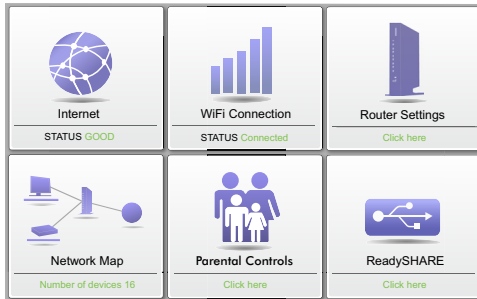 Internet
STATUS GOOD
WiFi Connection
STATUS Connected
Router Settings
Click here
Network Map
Number of devices 16
Parental Controls
Click here
ReadySHARE
Click here